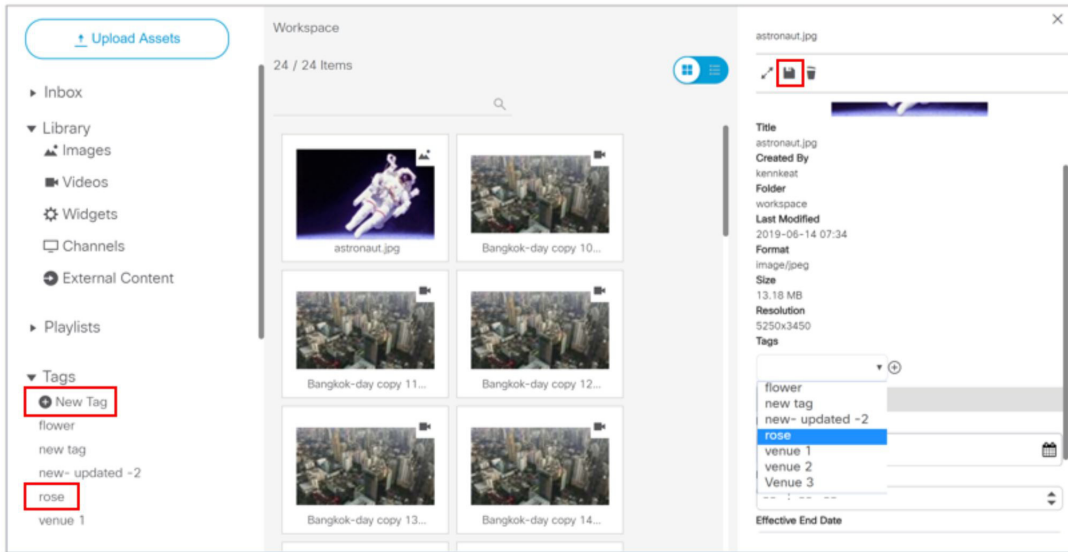 Upload Assets
Inbox
Library
Images
Videos
Widgets
Channels
External Content
Playlists
Tags
New Tag
flower
new tag
new- updated -2
rose
venue 1
Workspace
24 / 24 Items
astronaut.jpg
Bangkok-day copy 10...
Bangkok-day copy 11...
Bangkok-day copy 12...
Bangkok-day copy 13...
Bangkok-day copy 14...
astronaut.jpg
Title
astronaut.jpg
Created By
kennkeat
Folder
workspace
Last Modified
2019-06-14 07:34
Format
image/jpeg
Size
13.18 MB
Resolution
5250x3450
Tags
flower
new tag
new- updated -2
rose
venue 1
venue 2
Venue 3
Effective End Date